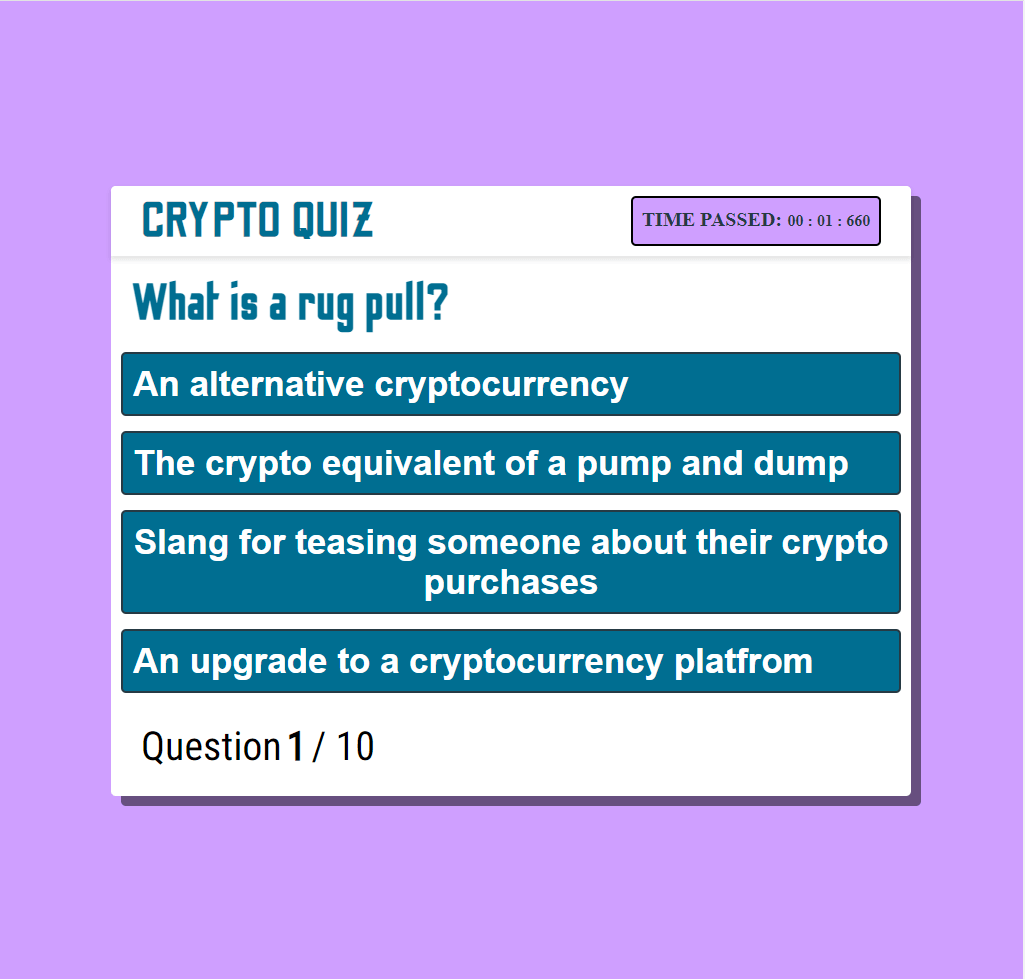 CRYPTO QUIZ
TIME PASSED: 00 : 01 : 660
What is a rug pull?
An alternative cryptocurrency
The crypto equivalent of a pump and dump
Slang for teasing someone about their crypto
purchases
An upgrade to a cryptocurrency platfrom
Question 1 / 10